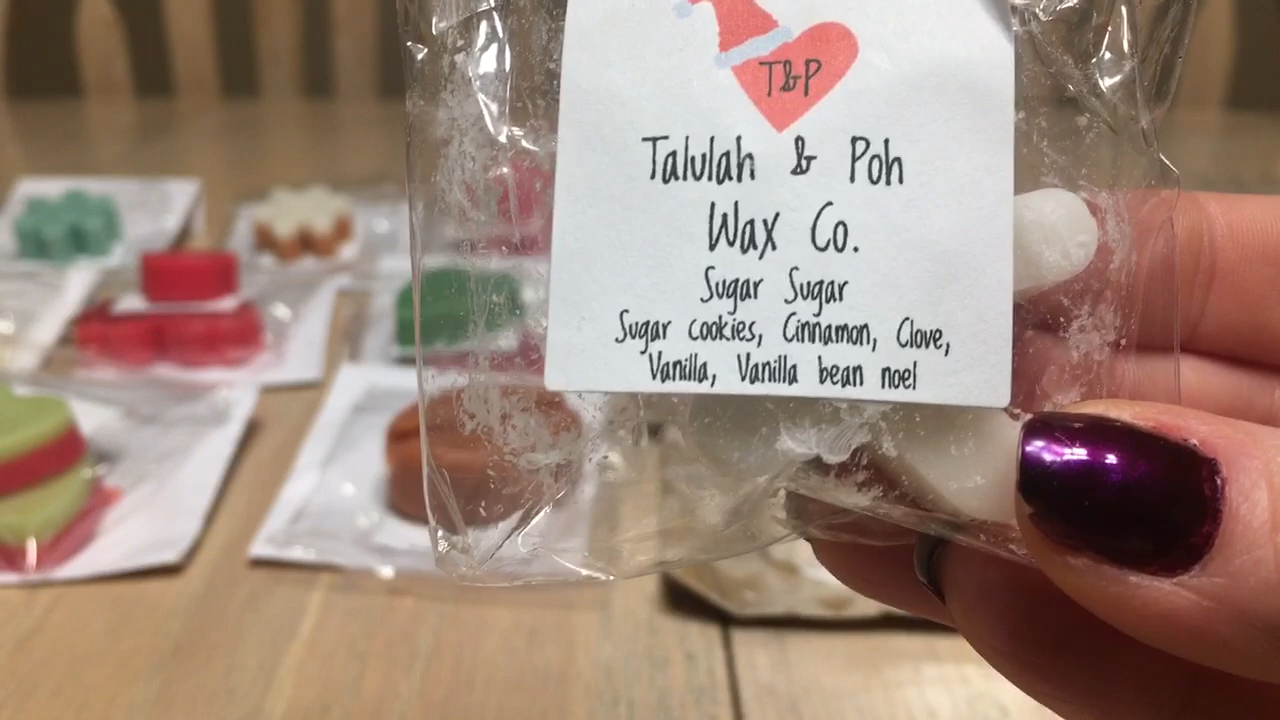 T&P
Talulah & Poh
Wax Co.
Sugar Sugar
Sugar cookies, Cinnamon, Clove,
Vanilla, Vanilla bean noel